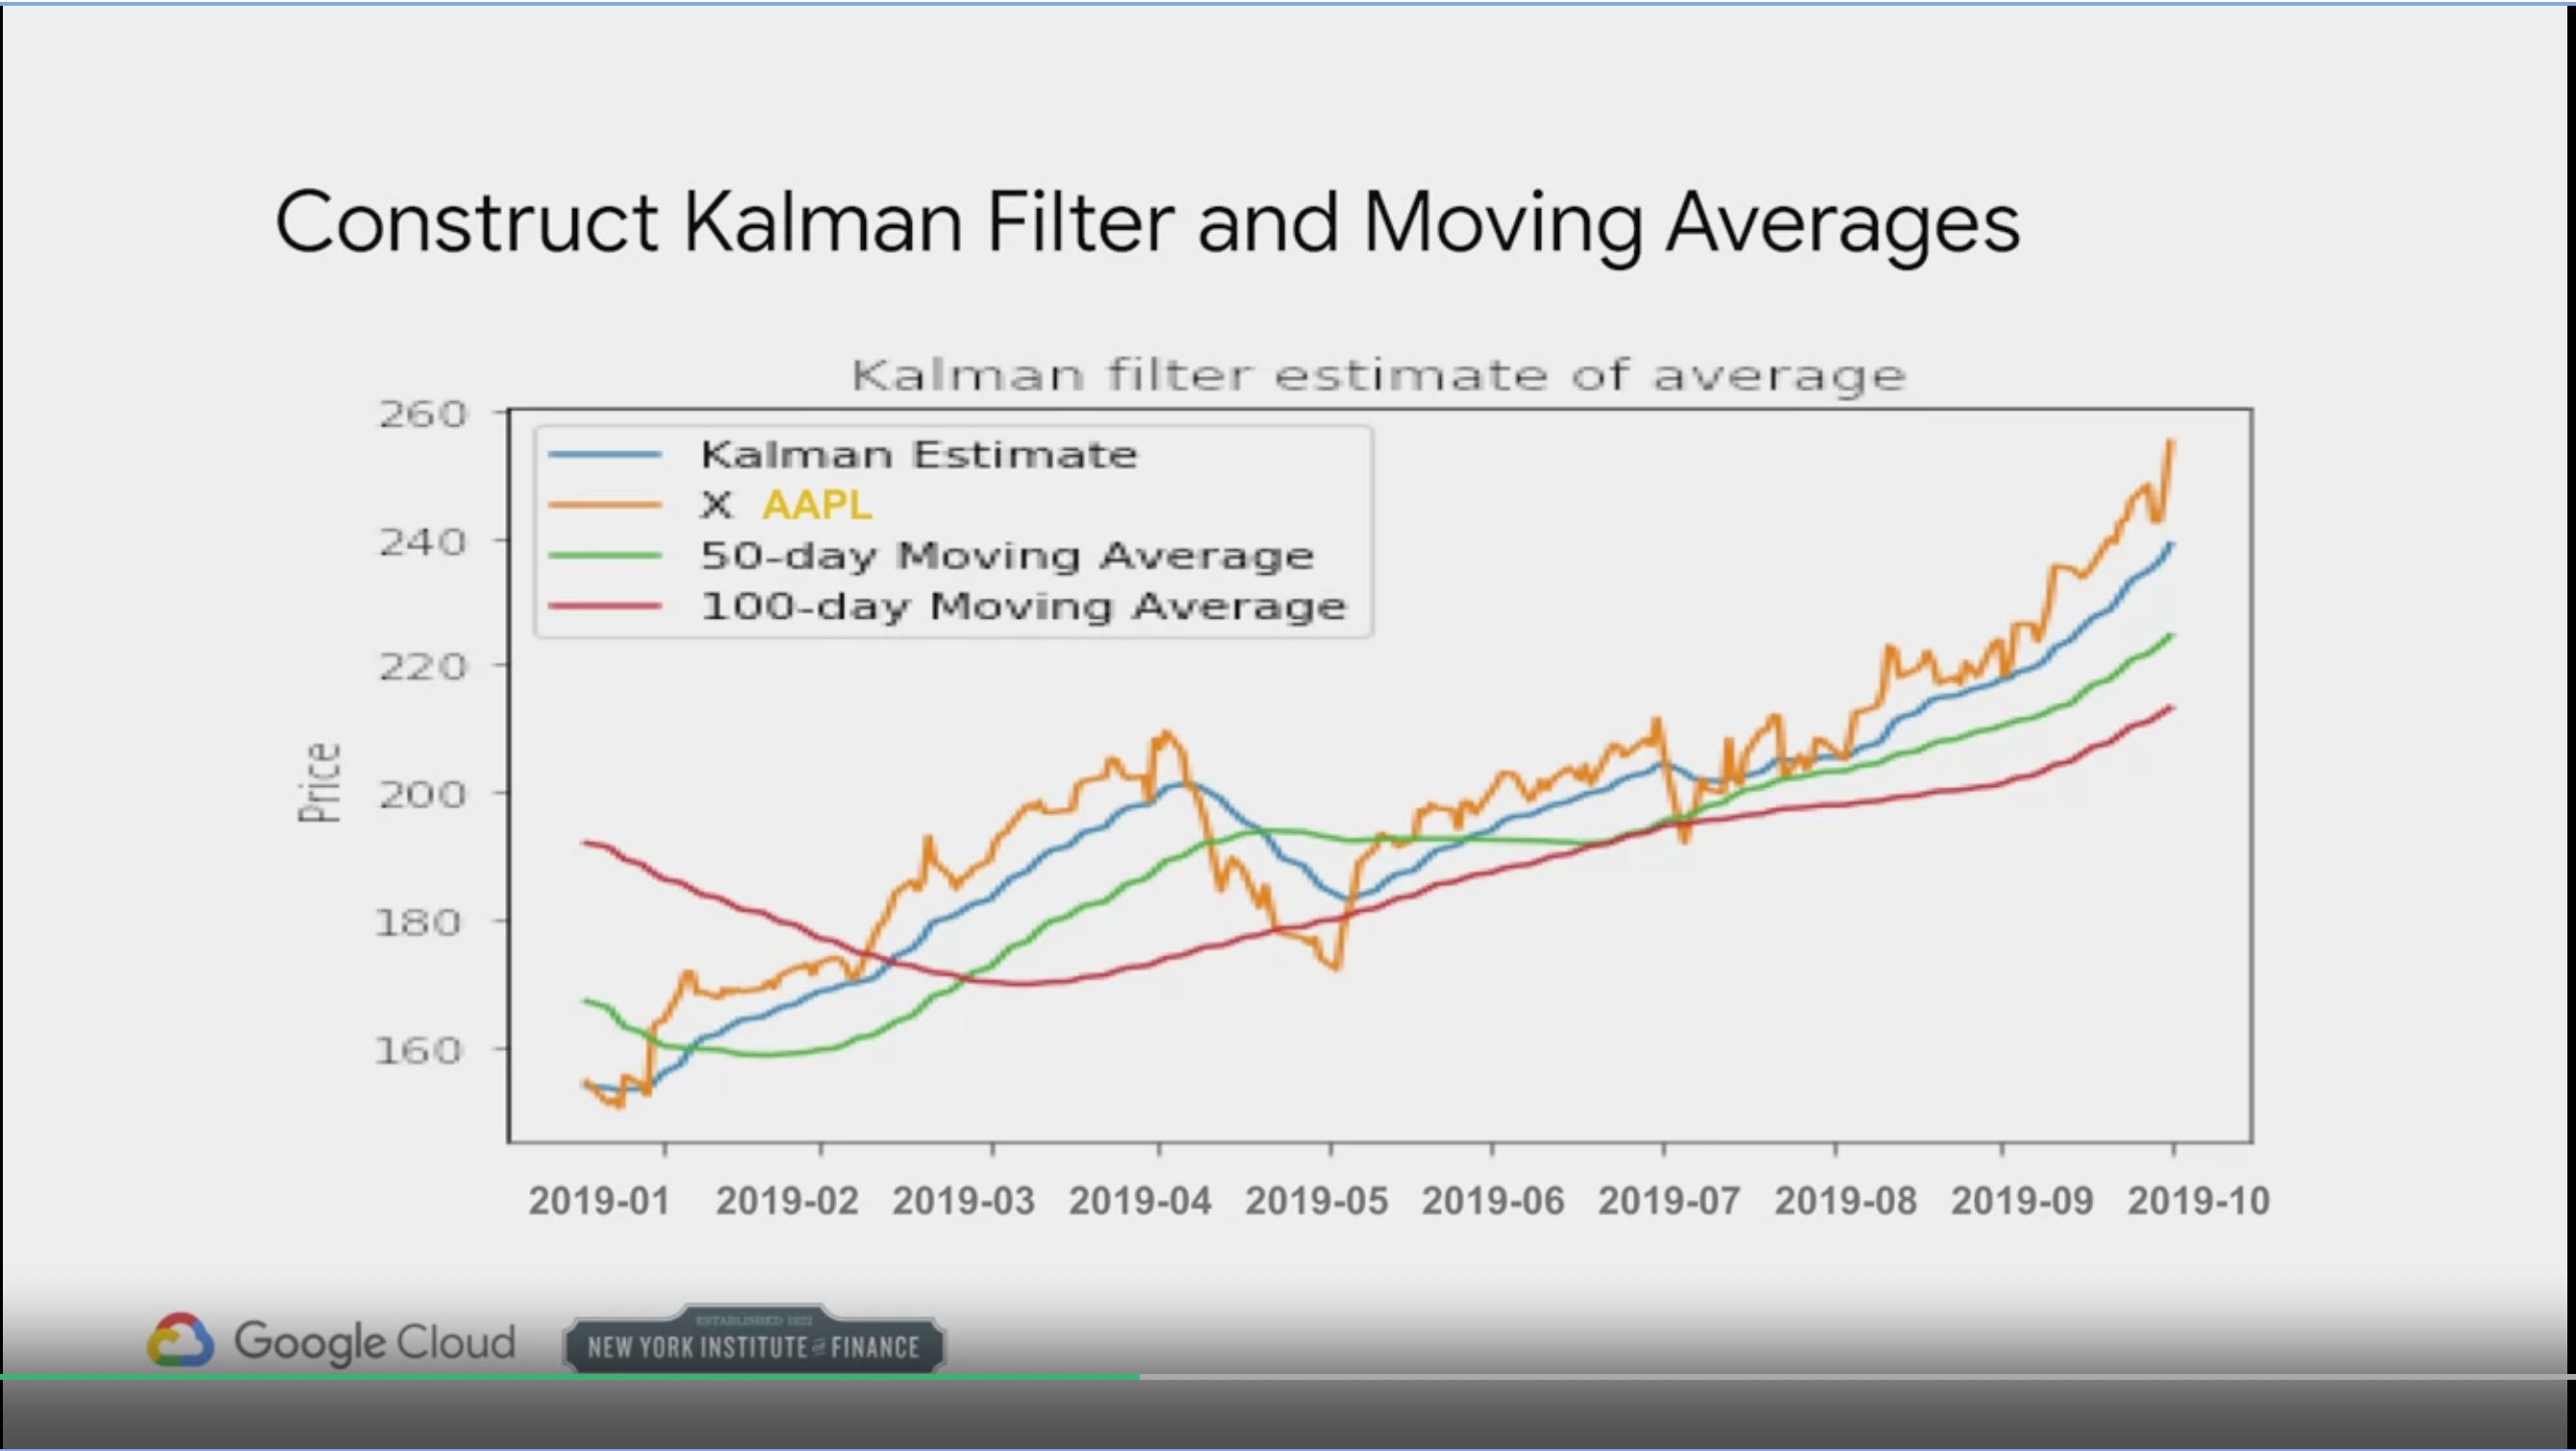 Construct Kalman Filter and Moving Averages
Kalman filter estimate of average
260
240
220
200
180
160
Price
Kalman Estimate
X AAPL
50-day Moving Average
100-day Moving Average
2019-01 2019-02 2019-03 2019-04 2019-05 2019-06 2019-07 2019-08 2019-09 2019-10
Google Cloud
ESTABLISHED 1922
NEW YORK INSTITUTE OF FINANCE